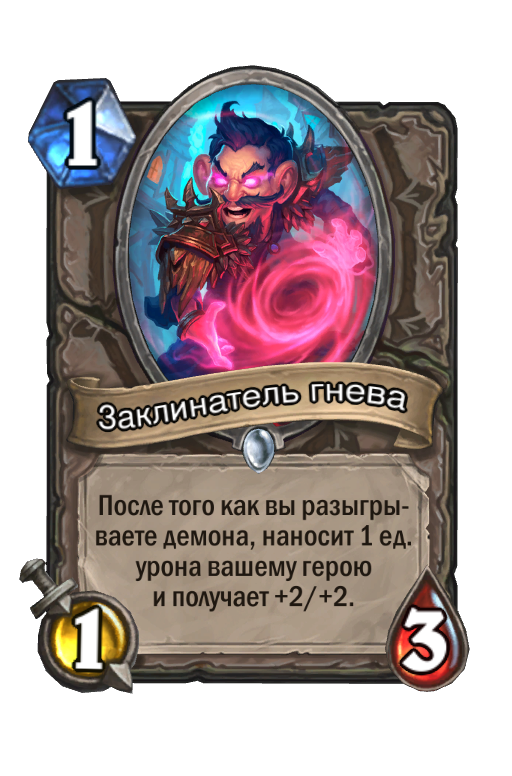 1
Заклинатель гнева
После того как вы разыгры-
ваете демона, наносит 1 ед.
урона вашему герою
и получает +2/+2.
1
3